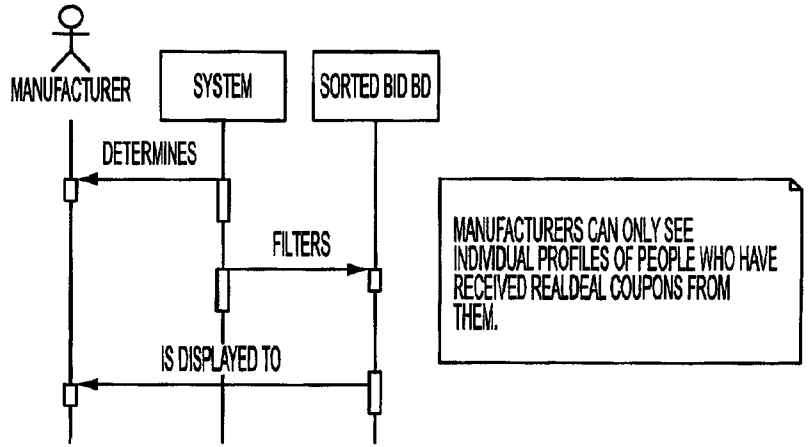 MANUFACTURER
SYSTEM
SORTED BID BD
DETERMINES
FILTERS
IS DISPLAYED TO
MANUFACTURERS CAN ONLY SEE
INDIVIDUAL PROFILES OF PEOPLE WHO HAVE
RECEIVED REALDEAL COUPONS FROM
THEM.